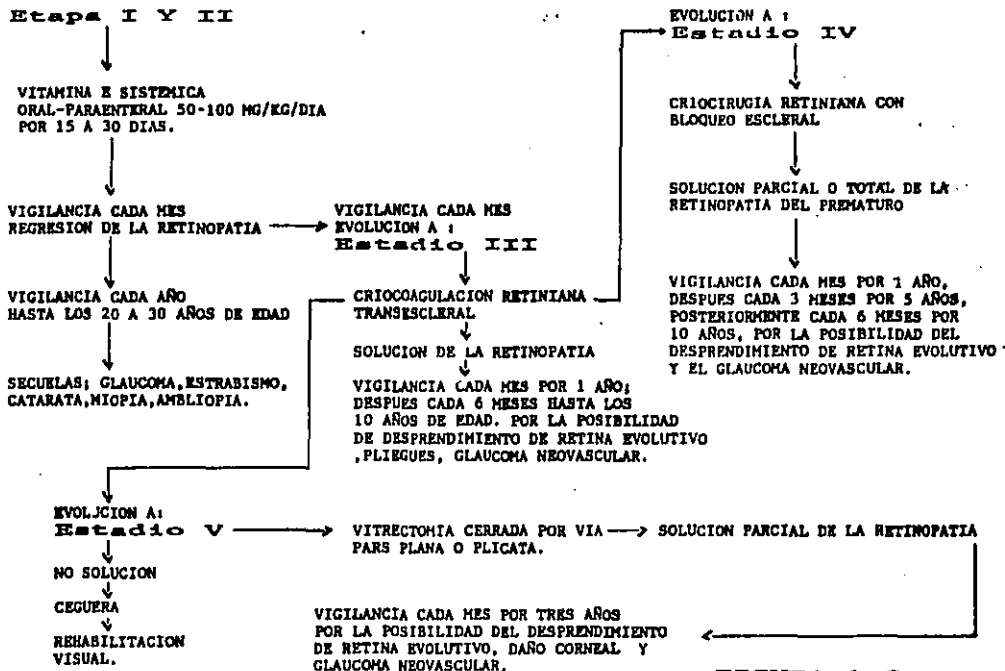 Etapa I Y II
VITAMINA E SISTEMICA
ORAL-PARAENTERAL 50-100 MG/KG/DIA
POR 15 A 30 DIAS.
VIGILANCIA CADA MES
REGRESION DE LA RETINOPATIA
VIGILANCIA CADA AÑO
HASTA LOS 20 A 30 AÑOS DE EDAD
SECUELAS; GLAUCOMA,ESTRABISMO,
CATARATA,MIOPIA,AMBLIOPIA.
VIGILANCIA CADA MES
EVOLUCION A :
Estadio III
CRIOCOAGULACION RETINIANA
TRANSESCLERAL
SOLUCION DE LA RETINOPATIA
VIGILANCIA CADA MES POR 1 AÑO;
DESPUES CADA 6 MESES HASTA LOS
10 AÑOS DE EDAD. POR LA POSIBILIDAD
DE DESPRENDIMIENTO DE RETINA EVOLUTIVO
,PLIEGUES, GLAUCOMA NEOVASCULAR.
EVOLUCION A :
Estadio IV
CRIOCIRUGIA RETINIANA CON
BLOQUEO ESCLERAL
SOLUCION PARCIAL O TOTAL DE LA
RETINOPATIA DEL PREMATURO
VIGILANCIA CADA MES POR 1 AÑO,
DESPUES CADA 3 MESES POR 5 AÑOS,
POSTERIORMENTE CADA 6 MESES POR
10 AÑOS, POR LA POSIBILIDAD DEL
DESPRENDIMIENTO DE RETINA EVOLUTIVO
Y EL GLAUCOMA NEOVASCULAR.
EVOLUCION A:
Estadio V
NO SOLUCION
CEGUERA
REHABILITACION
VISUAL.
VITRECTOMIA CERRADA POR VIA
PARS PLANA O PLICATA.
SOLUCION PARCIAL DE LA RETINOPATIA
VIGILANCIA CADA MES POR TRES AÑOS
POR LA POSIBILIDAD DEL DESPRENDIMIENTO
DE RETINA EVOLUTIVO, DAÑO CORNEAL Y
GLAUCOMA NEOVASCULAR.